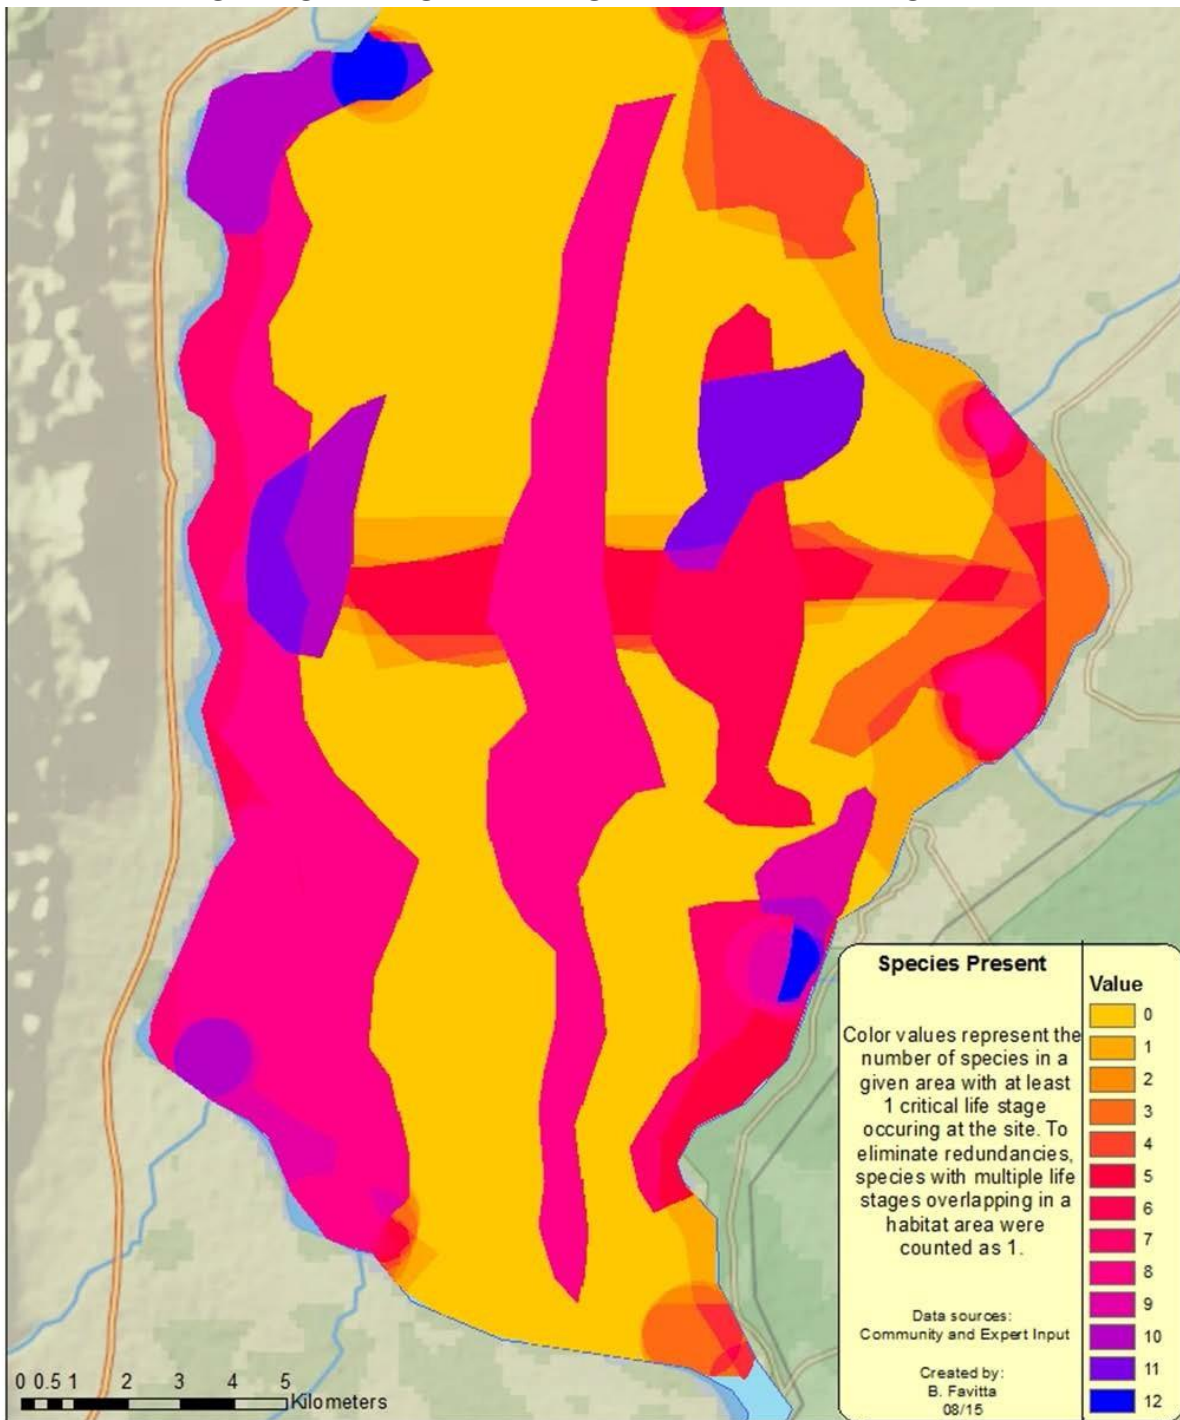 Species Present
Color values represent the
number of species in a
given area with at least
1 critical life stage
occuring at the site. To
eliminate redundancies,
species with multiple life
stages overlapping in a
habitat area were
counted as 1.
Data sources:
Community and Expert Input
Created by:
B. Favitta
08/15
Value
0
1
2
3
4
5
6
7
8
9
10
11
12
0 0.5 1 2 3 4 5
Kilometers